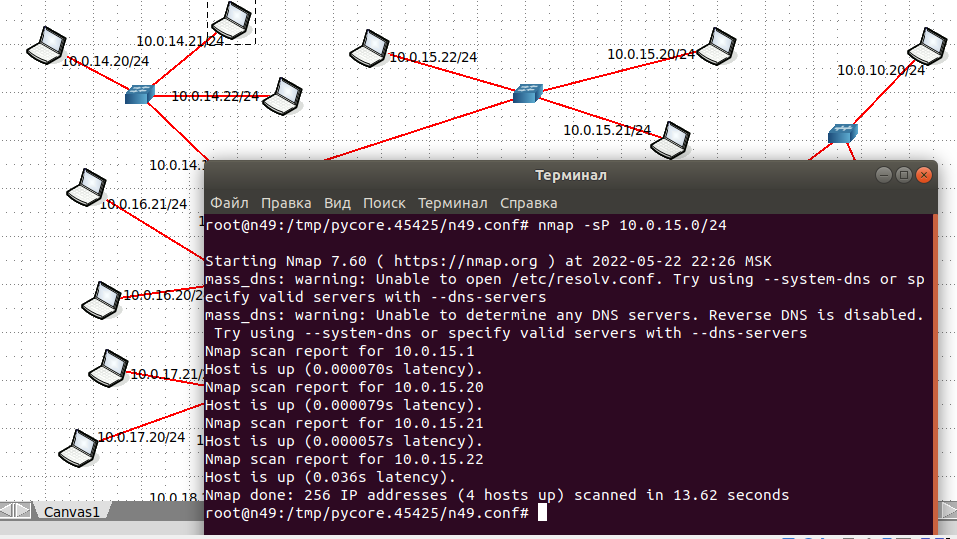 10.0.14.21/24
10.0.14.20/24
10.0.15.22/24
10.0.15.20/24
10.0.10.20/24
10.0.14.22/24
10.0.15.21/24
10.0.14.1
Терминал
Файл Правка Вид Поиск Терминал Справка
10.0.16.21/24
root@n49:/tmp/pycore.45425/n49.conf# nmap -sP 10.0.15.0/24
Starting Nmap 7.60 ( https://nmap.org ) at 2022-05-22 22:26 MSK
mass_dns: warning: Unable to open /etc/resolv.conf. Try using --system-dns or sp
ecify valid servers with --dns-servers
10.0.16.20/2
mass_dns: warning: Unable to determine any DNS servers. Reverse DNS is disabled.
 Try using --system-dns or specify valid servers with --dns-servers
Nmap scan report for 10.0.15.1
Host is up (0.000070s latency).
10.0.17.21/
Nmap scan report for 10.0.15.20
Host is up (0.000079s latency).
Nmap scan report for 10.0.15.21
10.0.17.20/24
Host is up (0.000057s latency).
Nmap scan report for 10.0.15.22
Host is up (0.036s latency).
10.0.18
Nmap done: 256 IP addresses (4 hosts up) scanned in 13.62 seconds
root@n49:/tmp/pycore.45425/n49.conf#
Canvas1